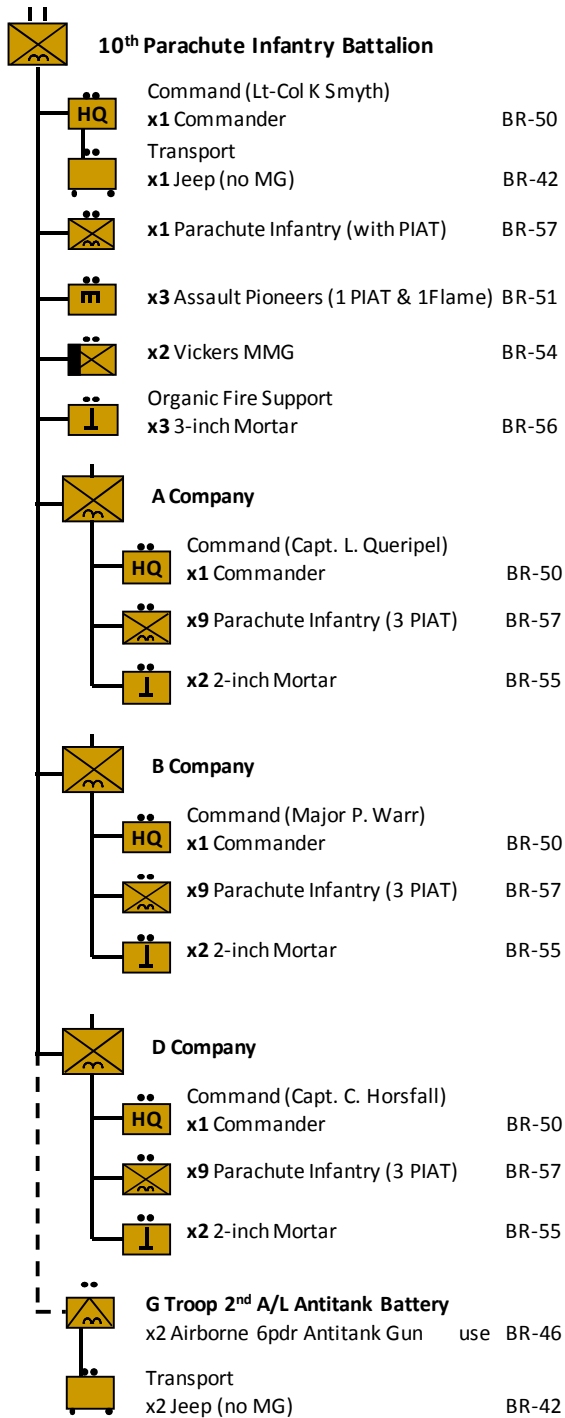 10th Parachute Infantry Battalion
Command (Lt-Col K Smyth)
HQ x1 Commander BR-50
Transport
x1 Jeep (no MG) BR-42
x1 Parachute Infantry (with PIAT) BR-57
x3 Assault Pioneers (1 PIAT & 1Flame) BR-51
x2 Vickers MMG BR-54
Organic Fire Support
x3 3-inch Mortar BR-56
A Company
Command (Capt. L. Queripel)
HQ x1 Commander BR-50
x9 Parachute Infantry (3 PIAT) BR-57
x2 2-inch Mortar BR-55
B Company
Command (Major P. Warr)
HQ x1 Commander BR-50
x9 Parachute Infantry (3 PIAT) BR-57
x2 2-inch Mortar BR-55
D Company
Command (Capt. C. Horsfall)
HQ x1 Commander BR-50
x9 Parachute Infantry (3 PIAT) BR-57
x2 2-inch Mortar BR-55
G Troop 2nd A/L Antitank Battery
x2 Airborne 6pdr Antitank Gun use BR-46
Transport
x2 Jeep (no MG) BR-42